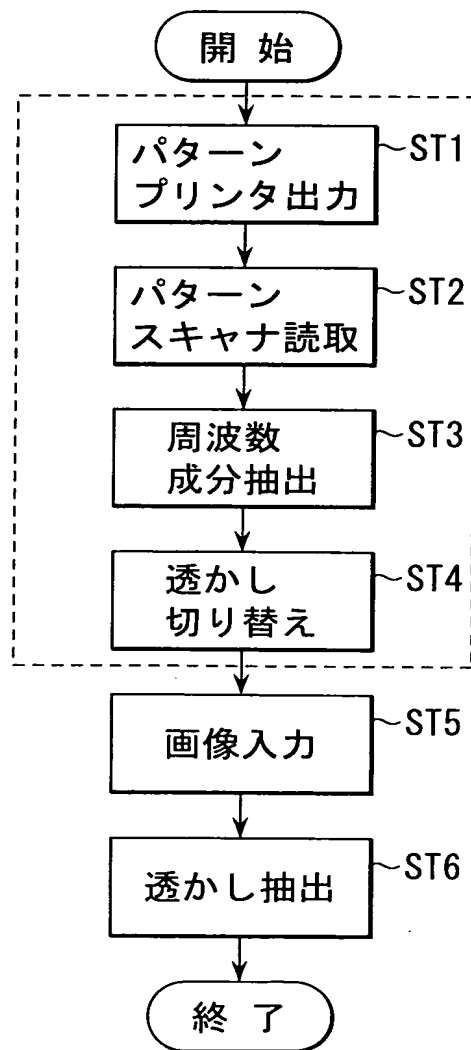 開始
パターン
プリンタ出力
~ST1
パターン
スキャナ読取
~ST2
周波数
成分抽出
~ST3
透かし
切り替え
~ST4
画像入力
~ST5
透かし抽出
~ST6
終了